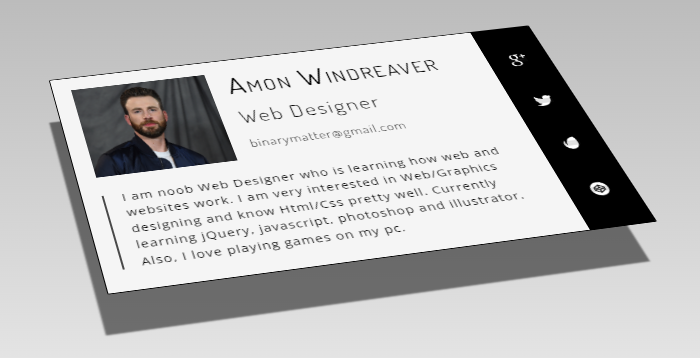 Amon Windreaver
Web Designer
binarymatter@gmail.com
I am noob Web Designer who is learning how web and
websites work. I am very interested in Web/Graphics
designing and know Html/Css pretty well. Currently
learning jQuery, javascript, photoshop and illustrator.
Also, I love playing games on my pc.
g+